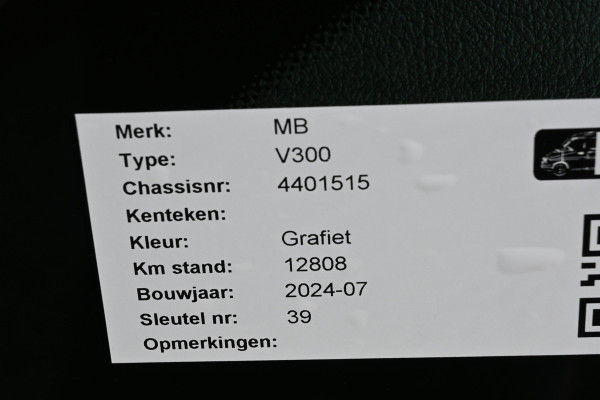 Merk: MB
Type: V300
Chassisnr: 4401515
Kenteken:
Kleur: Grafiet
Km stand: 12808
Bouwjaar: 2024-07
Sleutel nr: 39
Opmerkingen: